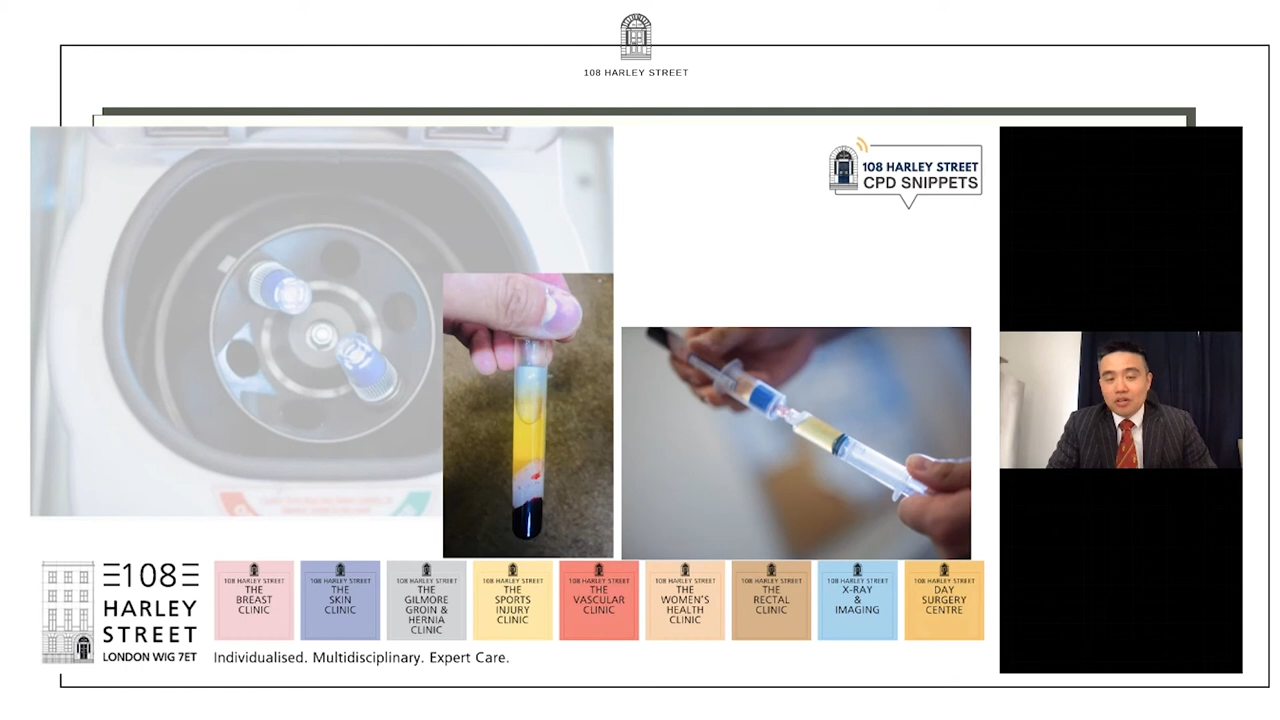 108 HARLEY STREET
108 HARLEY STREET
CPD SNIPPETS
108
HARLEY
STREET
LONDON W1G 7ET
108 HARLEY STREET
THE
BREAST
CLINIC
108 HARLEY STREET
THE
SKIN
CLINIC
108 HARLEY STREET
THE
GILMORE
GROIN &
HERNIA
CLINIC
108 HARLEY STREET
THE
SPORTS
INJURY
CLINIC
108 HARLEY STREET
THE
VASCULAR
CLINIC
108 HARLEY STREET
THE
WOMEN'S
HEALTH
CLINIC
108 HARLEY STREET
THE
RECTAL
CLINIC
108 HARLEY STREET
X-RAY
&
IMAGING
108 HARLEY STREET
DAY
SURGERY
CENTRE
Individualised. Multidisciplinary. Expert Care.